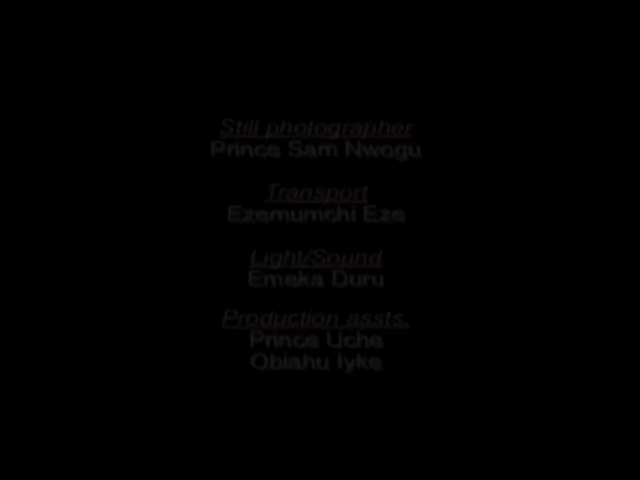 Still photographer
Prince Sam Nwogu
Transport
Ezemumchi Eze
Light/Sound
Emeka Duru
Production assts.
Prince Uche
Obiahu Iyke